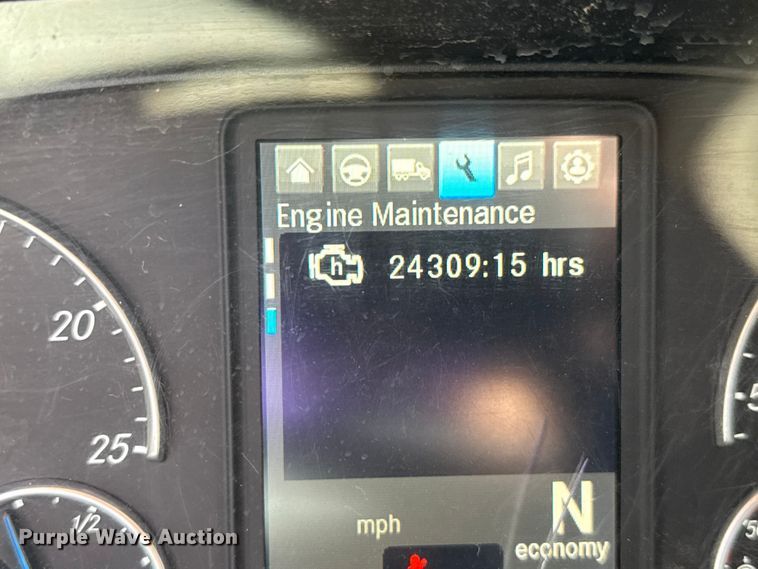 Engine Maintenance
h 24309:15 hrs
20
25
1/2
mph
N
economy
Purple Wave Auction